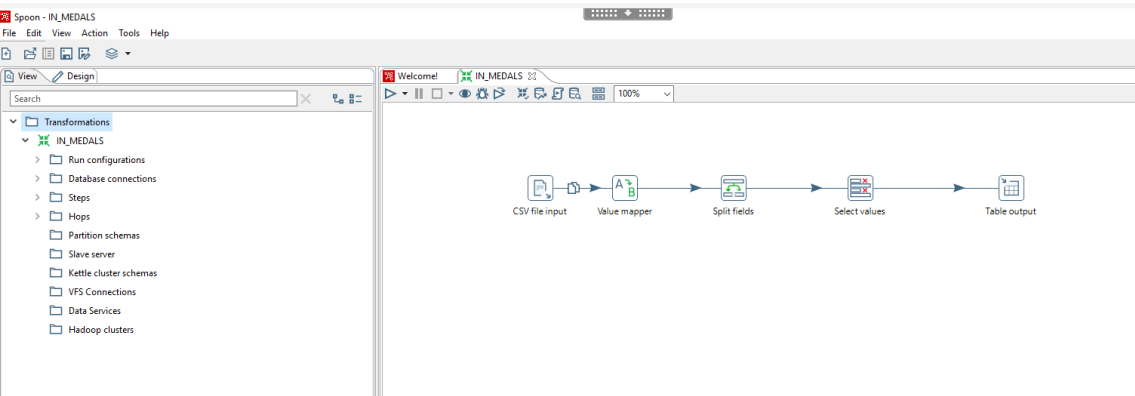 Spoon - IN_MEDALS
File Edit View Action Tools Help
View Design
Welcome! IN_MEDALS
Search
100%
Transformations
IN_MEDALS
Run configurations
Database connections
Steps
Hops
Partition schemas
Slave server
Kettle cluster schemas
VFS Connections
Data Services
Hadoop clusters
A B
CSV file input Value mapper Split fields Select values Table output